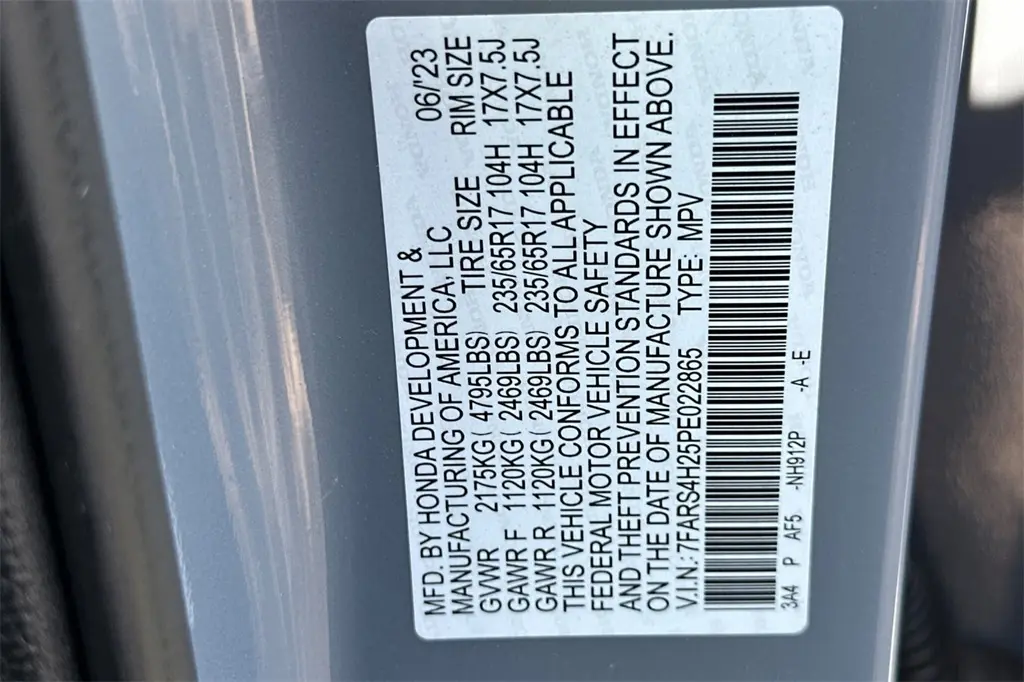 MFD. BY HONDA DEVELOPMENT & 06/'23
MANUFACTURING OF AMERICA, LLC RIM SIZE
GVWR 2175KG ( 4795LBS) TIRE SIZE
GAWR F 1120KG ( 2469LBS) 235/65R17 104H 17X7.5J
GAWR R 1120KG ( 2469LBS) 235/65R17 104H 17X7.5J
THIS VEHICLE CONFORMS TO ALL APPLICABLE
FEDERAL MOTOR VEHICLE SAFETY
AND THEFT PREVENTION STANDARDS IN EFFECT
ON THE DATE OF MANUFACTURE SHOWN ABOVE.
V.I.N.: 7FARS4H25PE022865 TYPE: MPV
3A4 P AF5 -NH912P -A -E